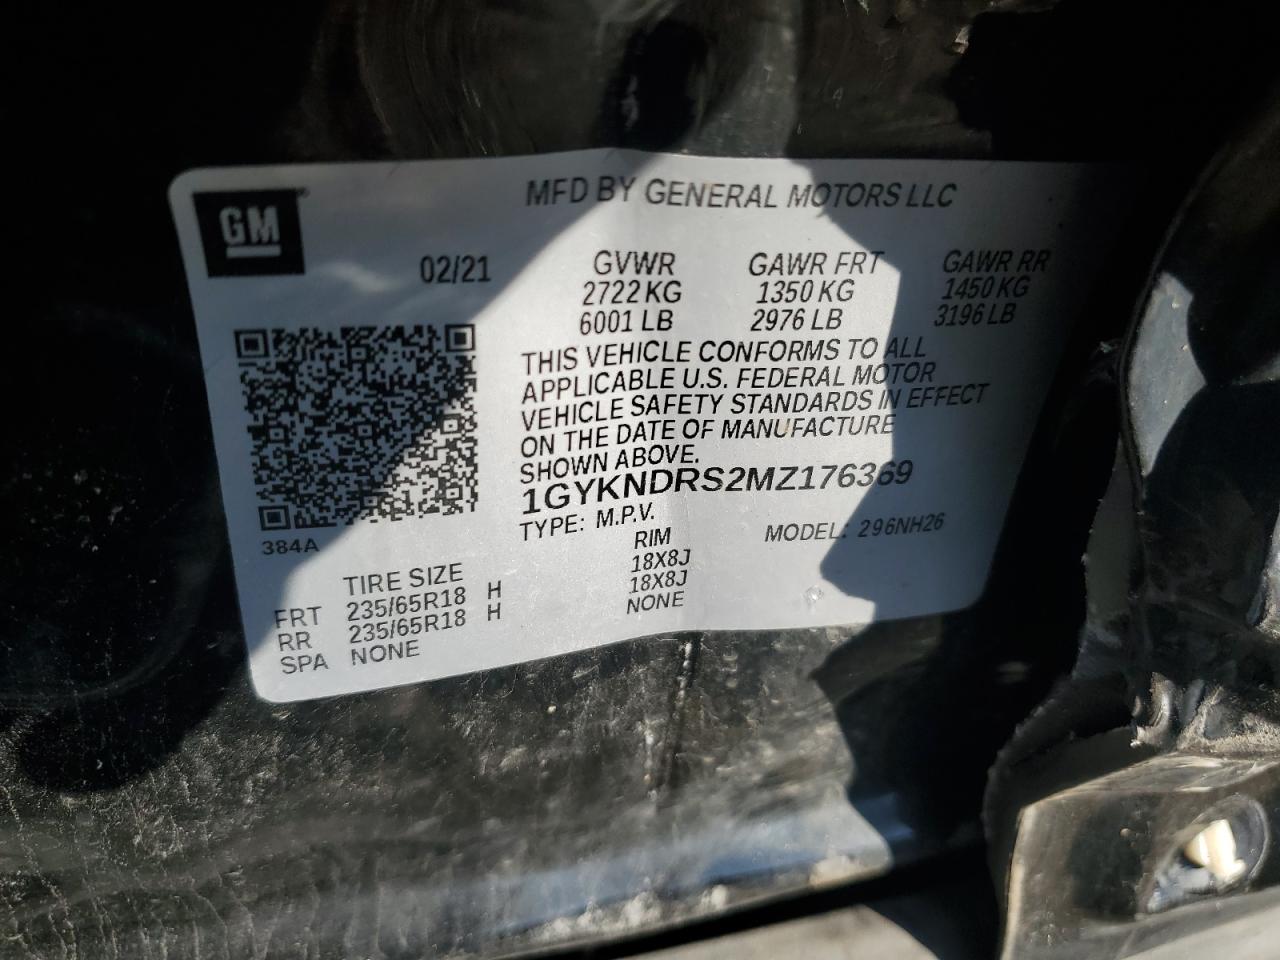 GM
MFD BY GENERAL MOTORS LLC
02/21
GVWR GAWR FRT GAWR RR
2722 KG 1350 KG 1450 KG
6001 LB 2976 LB 3196 LB
THIS VEHICLE CONFORMS TO ALL
APPLICABLE U.S. FEDERAL MOTOR
VEHICLE SAFETY STANDARDS IN EFFECT
ON THE DATE OF MANUFACTURE
SHOWN ABOVE.
1GYKNDRS2MZ176369
TYPE: M.P.V. MODEL: 296NH26
384A
TIRE SIZE RIM
FRT 235/65R18 H 18X8J
RR 235/65R18 H 18X8J
SPA NONE NONE